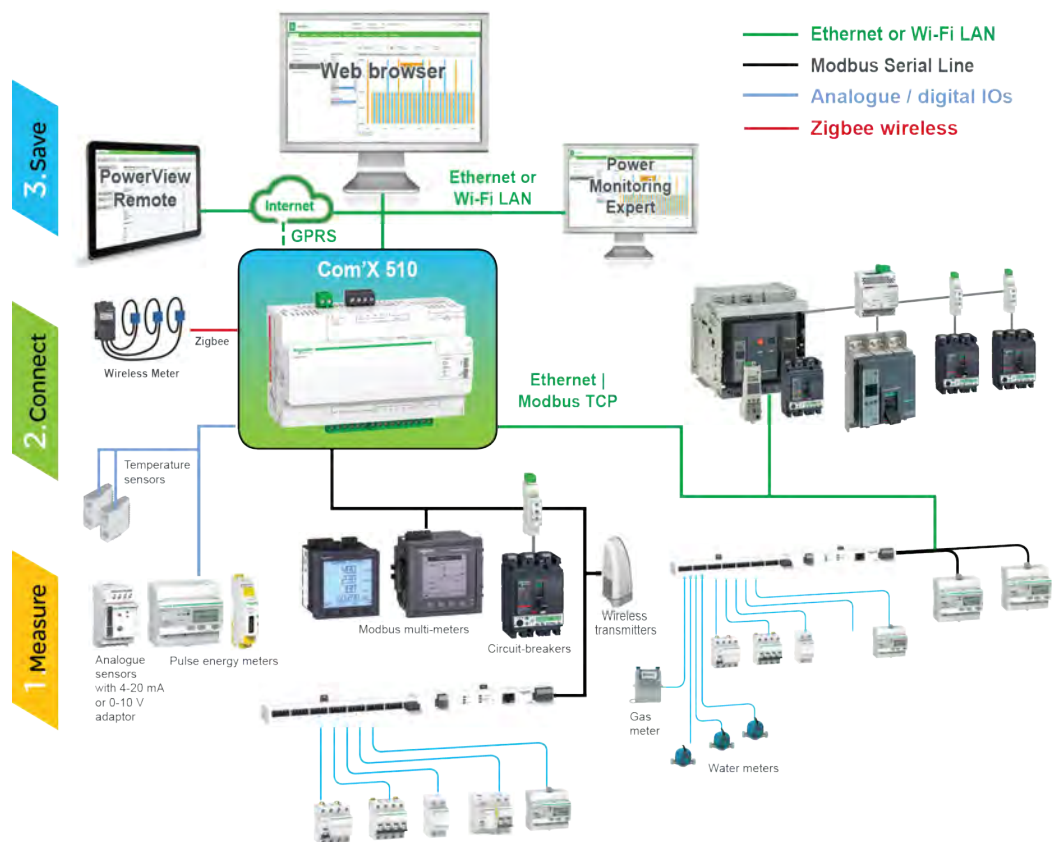 Ethernet or Wi-Fi LAN
Modbus Serial Line
Analogue / digital IOs
Zigbee wireless
3.Save
Web browser
PowerView
Remote
Internet
GPRS
Ethernet or
Wi-Fi LAN
Power
Monitoring
Expert
2.Connect
Com'X 510
Wireless Meter
Zigbee
Ethernet |
Modbus TCP
Temperature
sensors
1.Measure
Analogue
sensors
with 4-20 mA
or 0-10 V
adaptor
Pulse energy meters
Modbus multi-meters
Circuit-breakers
Wireless
transmitters
Gas
meter
Water meters